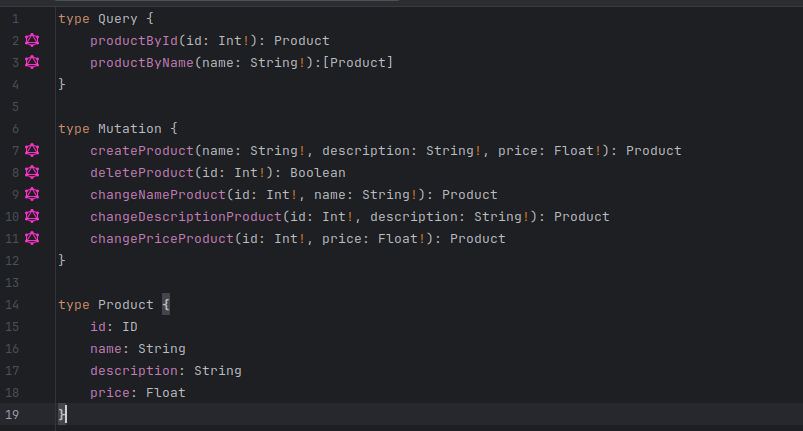 1 type Query {
2 productById(id: Int!): Product
3 productByName(name: String!):[Product]
4 }
5
6 type Mutation {
7 createProduct(name: String!, description: String!, price: Float!): Product
8 deleteProduct(id: Int!): Boolean
9 changeNameProduct(id: Int!, name: String!): Product
10 changeDescriptionProduct(id: Int!, description: String!): Product
11 changePriceProduct(id: Int!, price: Float!): Product
12 }
13
14 type Product {
15 id: ID
16 name: String
17 description: String
18 price: Float
19 }